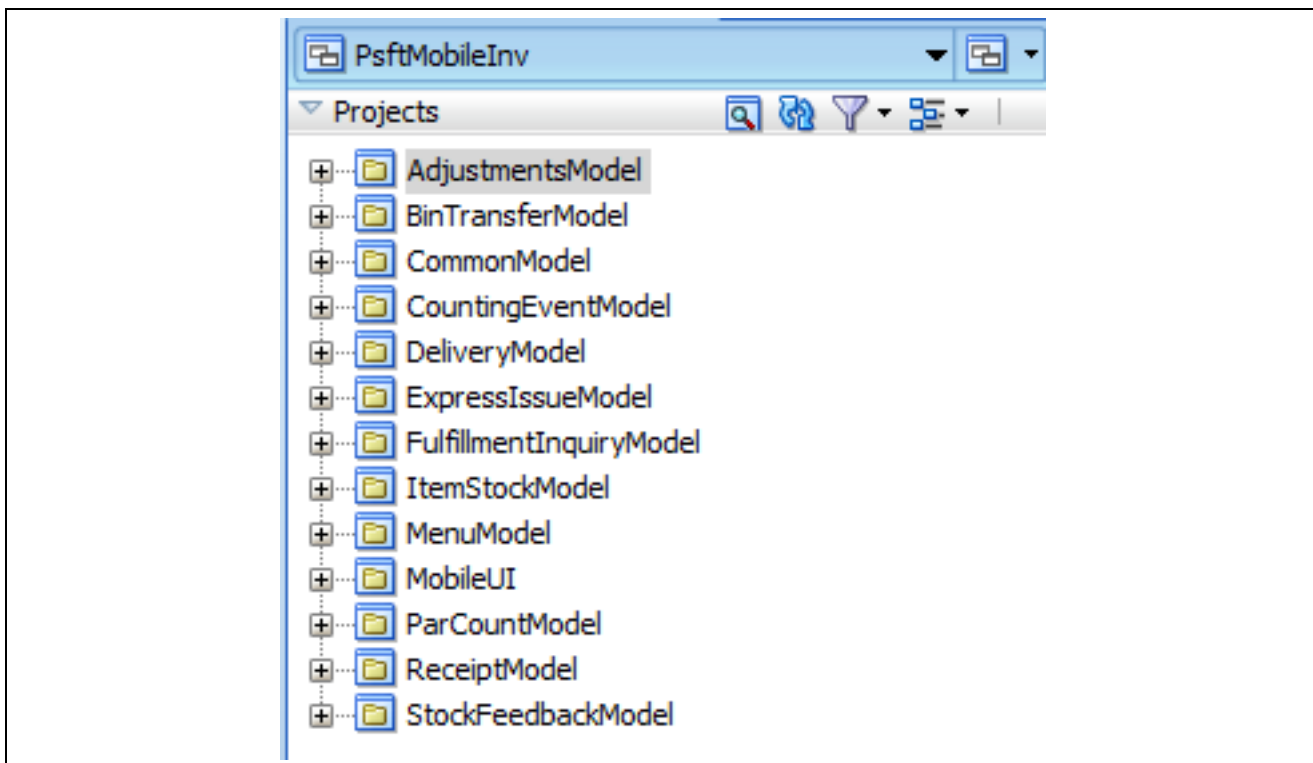 PsftMobileInv
Projects
AdjustmentsModel
BinTransferModel
CommonModel
CountingEventModel
DeliveryModel
ExpressIssueModel
FulfillmentInquiryModel
ItemStockModel
MenuModel
MobileUI
ParCountModel
ReceiptModel
StockFeedbackModel